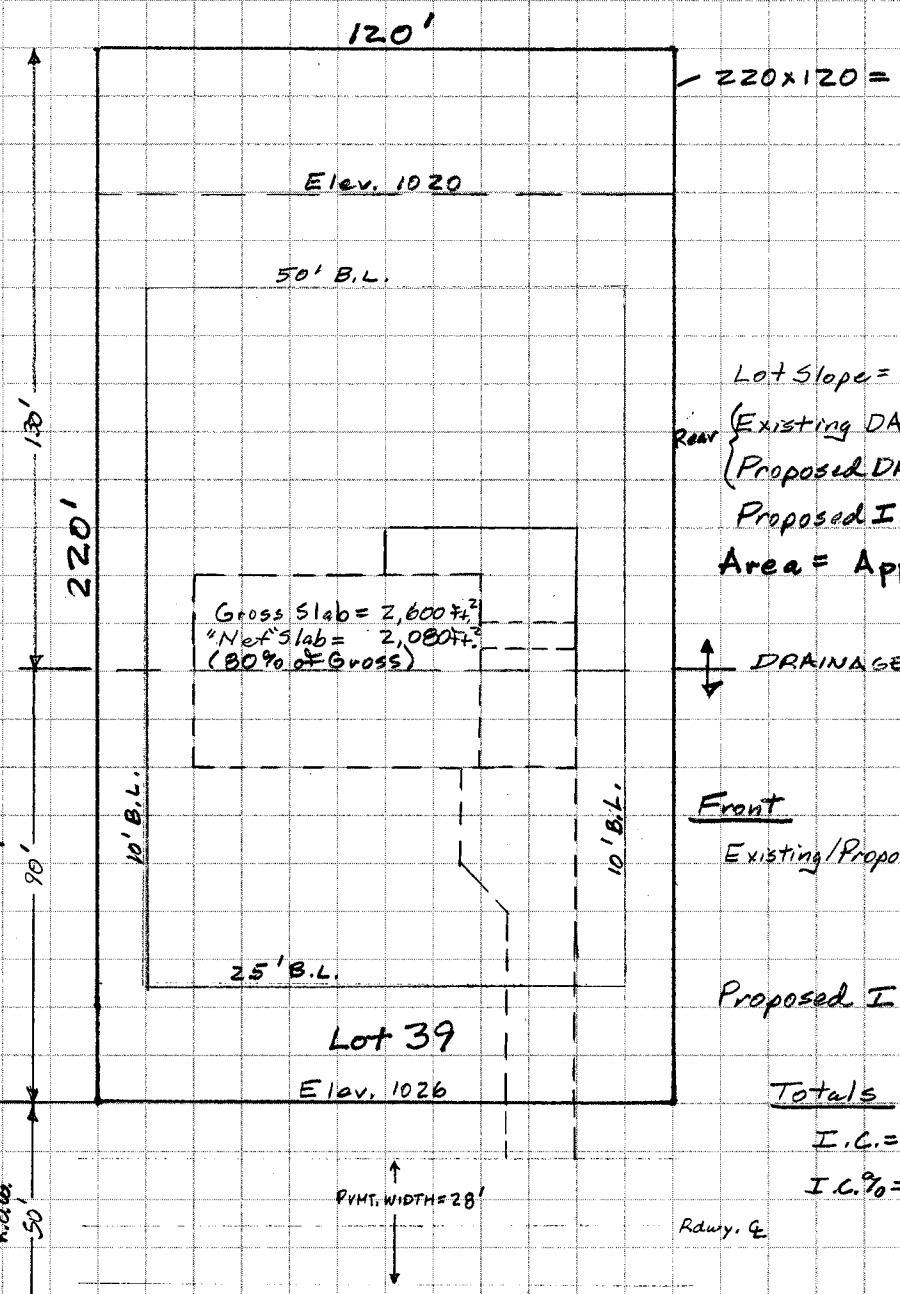 120'
220x120 =
Elev. 1020
50' B.L.
130'
220'
Lot Slope =
Rear
Existing DA
Proposed DA
Proposed I
Area = App
Gross Slab = 2,600 ft.²
"Net" Slab = 2,080 ft.²
(80% of Gross)
DRAINAGE
10' B.L.
10' B.L.
90'
Front
Existing/Propo
25' B.L.
Proposed I
Lot 39
Elev. 1026
Totals
I.C.=
I.C.%=
PVMT. WIDTH = 28'
50'
Rdwy. ℄